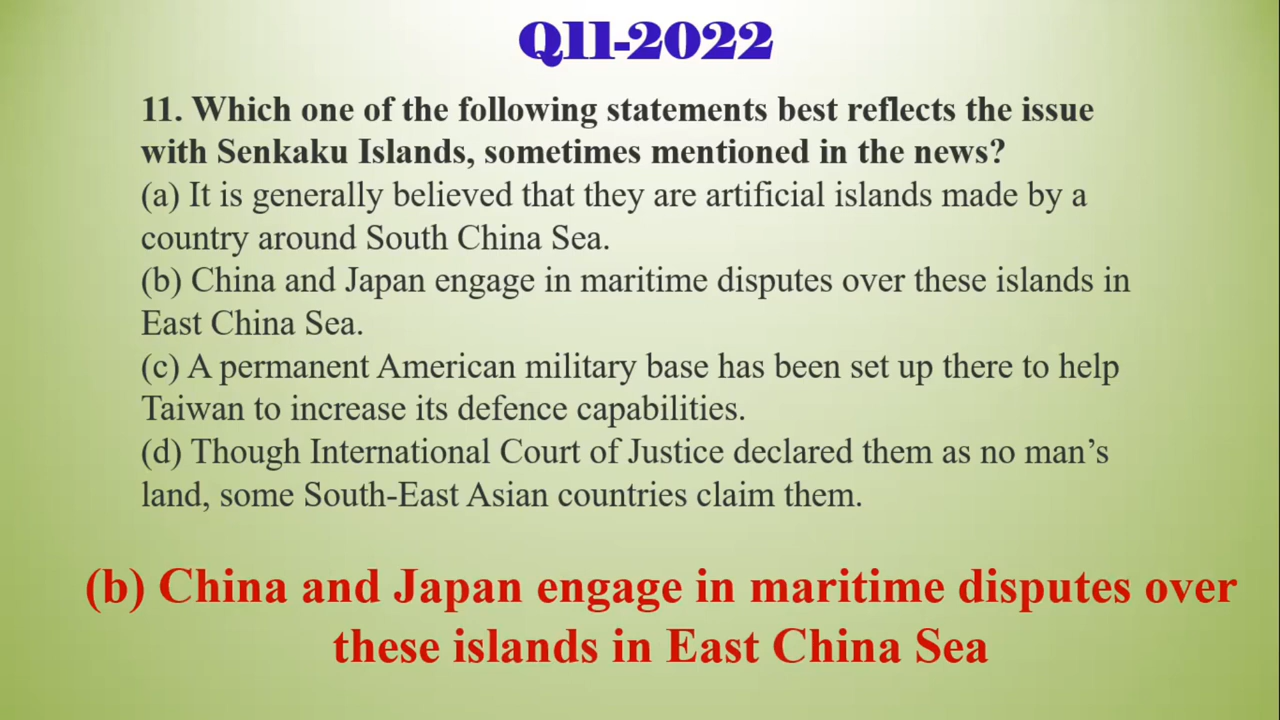 Q11-2022
11. Which one of the following statements best reflects the issue
with Senkaku Islands, sometimes mentioned in the news?
(a) It is generally believed that they are artificial islands made by a
country around South China Sea.
(b) China and Japan engage in maritime disputes over these islands in
East China Sea.
(c) A permanent American military base has been set up there to help
Taiwan to increase its defence capabilities.
(d) Though International Court of Justice declared them as no man’s
land, some South-East Asian countries claim them.
(b) China and Japan engage in maritime disputes over
these islands in East China Sea